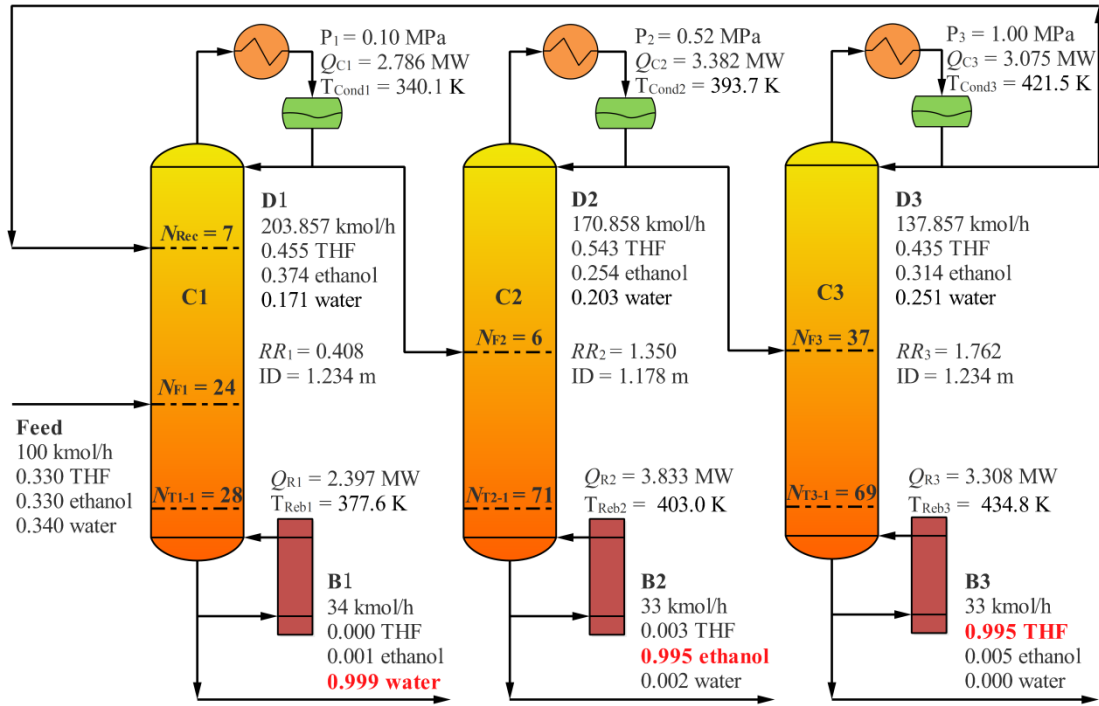 P1 = 0.10 MPa
QC1 = 2.786 MW
TCond1 = 340.1 K
P2 = 0.52 MPa
QC2 = 3.382 MW
TCond2 = 393.7 K
P3 = 1.00 MPa
QC3 = 3.075 MW
TCond3 = 421.5 K
NRec = 7
C1
NF1 = 24
NT1-1 = 28
D1
203.857 kmol/h
0.455 THF
0.374 ethanol
0.171 water
RR1 = 0.408
ID = 1.234 m
C2
NF2 = 6
NT2-1 = 71
D2
170.858 kmol/h
0.543 THF
0.254 ethanol
0.203 water
RR2 = 1.350
ID = 1.178 m
C3
NF3 = 37
NT3-1 = 69
D3
137.857 kmol/h
0.435 THF
0.314 ethanol
0.251 water
RR3 = 1.762
ID = 1.234 m
Feed
100 kmol/h
0.330 THF
0.330 ethanol
0.340 water
QR1 = 2.397 MW
TReb1 = 377.6 K
QR2 = 3.833 MW
TReb2 = 403.0 K
QR3 = 3.308 MW
TReb3 = 434.8 K
B1
34 kmol/h
0.000 THF
0.001 ethanol
0.999 water
B2
33 kmol/h
0.003 THF
0.995 ethanol
0.002 water
B3
33 kmol/h
0.995 THF
0.005 ethanol
0.000 water